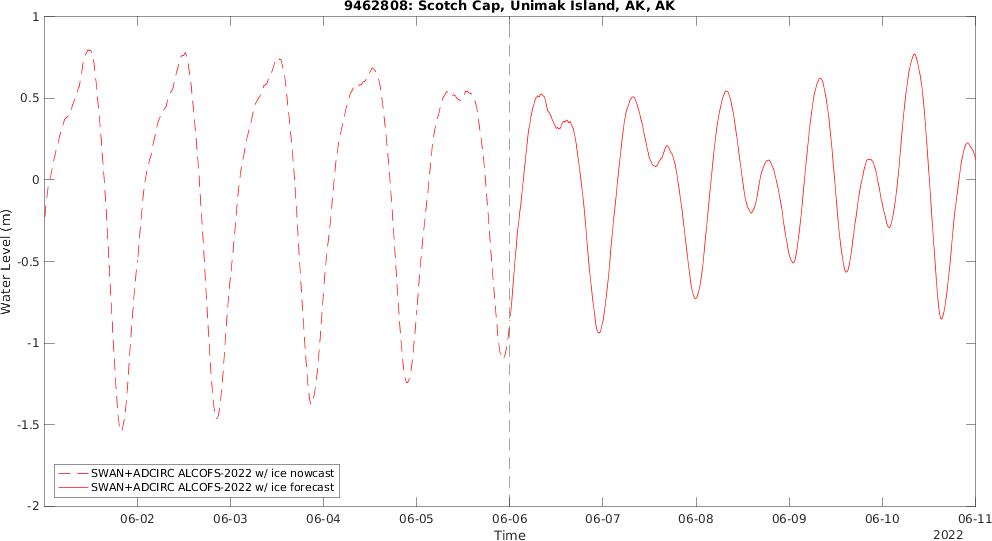 9462808: Scotch Cap, Unimak Island, AK, AK
1
0.5
0
-0.5
-1
-1.5
-2
Water Level (m)
SWAN+ADCIRC ALCOFS-2022 w/ ice nowcast
SWAN+ADCIRC ALCOFS-2022 w/ ice forecast
06-02 06-03 06-04 06-05 06-06 06-07 06-08 06-09 06-10 06-11
Time
2022